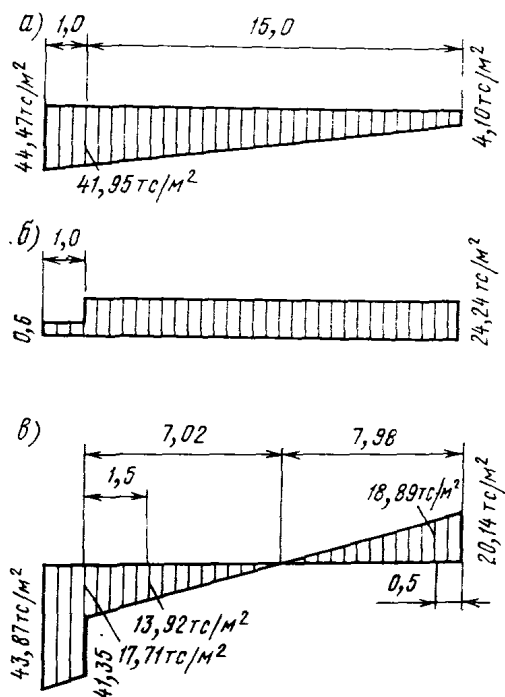 а) 1,0 15,0
44,47тс/м²
4,10тс/м²
41,95тс/м²
б) 1,0
0,6
24,24тс/м²
в) 7,02 7,98
1,5
18,89тс/м²
20,14тс/м²
0,5
13,92тс/м²
17,71тс/м²
43,87тс/м²
41,35